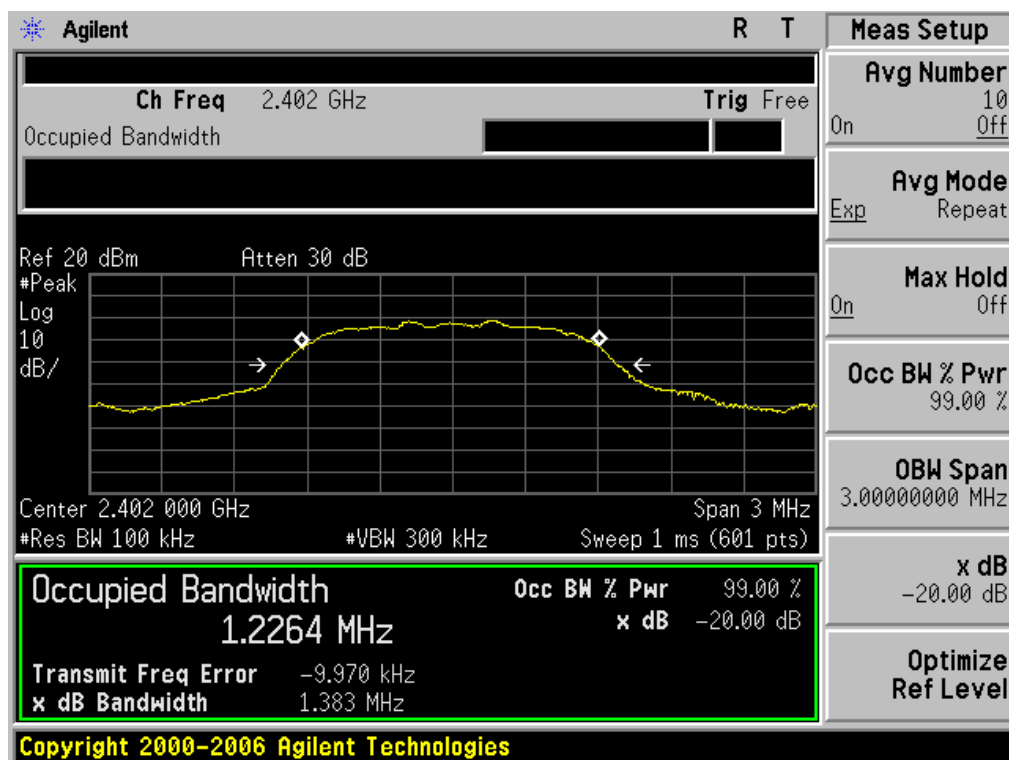 Agilent R T
Ch Freq 2.402 GHz Trig Free
Occupied Bandwidth
Ref 20 dBm Atten 30 dB
#Peak
Log
10
dB/
Center 2.402 000 GHz Span 3 MHz
#Res BW 100 kHz #VBW 300 kHz Sweep 1 ms (601 pts)
Occupied Bandwidth Occ BW % Pwr 99.00 %
1.2264 MHz x dB -20.00 dB
Transmit Freq Error -9.970 kHz
x dB Bandwidth 1.383 MHz
Copyright 2000-2006 Agilent Technologies
Meas Setup
Avg Number
10
On Off
Avg Mode
Exp Repeat
Max Hold
On Off
Occ BW % Pwr
99.00 %
OBW Span
3.00000000 MHz
x dB
-20.00 dB
Optimize
Ref Level